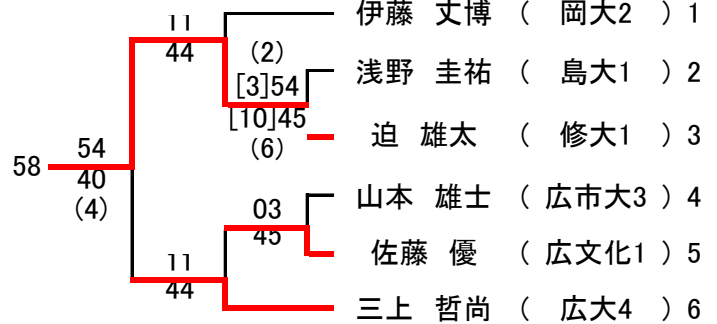 11
44
伊藤 丈博 ( 岡大2 ) 1
(2)
[3]54
[10]45
(6)
浅野 圭祐 ( 島大1 ) 2
迫 雄太 ( 修大1 ) 3
58
54
40
(4)
03
45
山本 雄士 ( 広市大3 ) 4
佐藤 優 ( 広文化1 ) 5
11
44
三上 哲尚 ( 広大4 ) 6